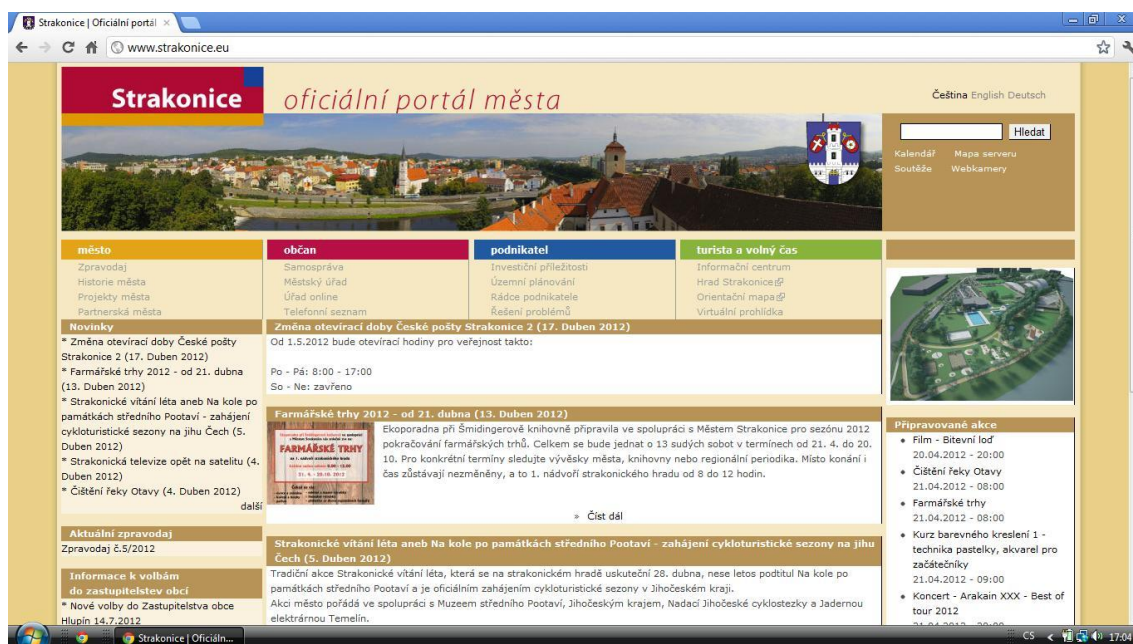 Strakonice | Oficiální portál
www.strakonice.eu
Strakonice
oficiální portál města
Čeština English Deutsch
Hledat
Kalendář Mapa serveru
Soutěže Webkamery
město
Zpravodaj
Historie města
Projekty města
Partnerská města
občan
Samospráva
Městský úřad
Úřad online
Telefonní seznam
podnikatel
Investiční příležitosti
Územní plánování
Rádce podnikatele
Řešení problémů
turista a volný čas
Informační centrum
Hrad Strakonice
Orientační mapa
Virtuální prohlídka
Novinky
* Změna otevírací doby České pošty
Strakonice 2 (17. Duben 2012)
* Farmářské trhy 2012 - od 21. dubna
(13. Duben 2012)
* Strakonické vítání léta aneb Na kole po
památkách středního Pootaví - zahájení
cykloturistické sezony na jihu Čech (5.
Duben 2012)
* Strakonická televize opět na satelitu (4.
Duben 2012)
* Čištění řeky Otavy (4. Duben 2012)
další
Aktuální zpravodaj
Zpravodaj č.5/2012
Informace k volbám
do zastupitelstev obcí
* Nové volby do Zastupitelstva obce
Hlupín 14.7.2012
Změna otevírací doby České pošty Strakonice 2 (17. Duben 2012)
Od 1.5.2012 bude otevírací hodiny pro veřejnost takto:
Po - Pá: 8:00 - 17:00
So - Ne: zavřeno
Farmářské trhy 2012 - od 21. dubna (13. Duben 2012)
FARMÁŘSKÉ TRHY
Ekoporadna při Šmidingerově knihovně připravila ve spolupráci s Městem Strakonice pro sezónu 2012
pokračování farmářských trhů. Celkem se bude jednat o 13 sudých sobot v termínech od 21. 4. do 20.
10. Pro konkrétní termíny sledujte vývěsky města, knihovny nebo regionální periodika. Místo konání i
čas zůstávají nezměněny, a to 1. nádvoří strakonického hradu od 8 do 12 hodin.
» Číst dál
Strakonické vítání léta aneb Na kole po památkách středního Pootaví - zahájení cykloturistické sezony na jihu
Čech (5. Duben 2012)
Tradiční akce Strakonické vítání léta, která se na strakonickém hradě uskuteční 28. dubna, nese letos podtitul Na kole po
památkách středního Pootaví a je oficiálním zahájením cykloturistické sezony v Jihočeském kraji.
Akci město pořádá ve spolupráci s Muzeem středního Pootaví, Jihočeským krajem, Nadací Jihočeské cyklostezky a Jadernou
elektrárnou Temelín.
Připravované akce
Film - Bitevní loď
20.04.2012 - 20:00
Čištění řeky Otavy
21.04.2012 - 08:00
Farmářské trhy
21.04.2012 - 08:00
Kurz barevného kreslení 1 -
technika pastelky, akvarel pro
začátečníky
21.04.2012 - 09:00
Koncert - Arakain XXX - Best of
tour 2012
21.04.2012 - 20:00
Strakonice | Oficiáln...
CS
17:04